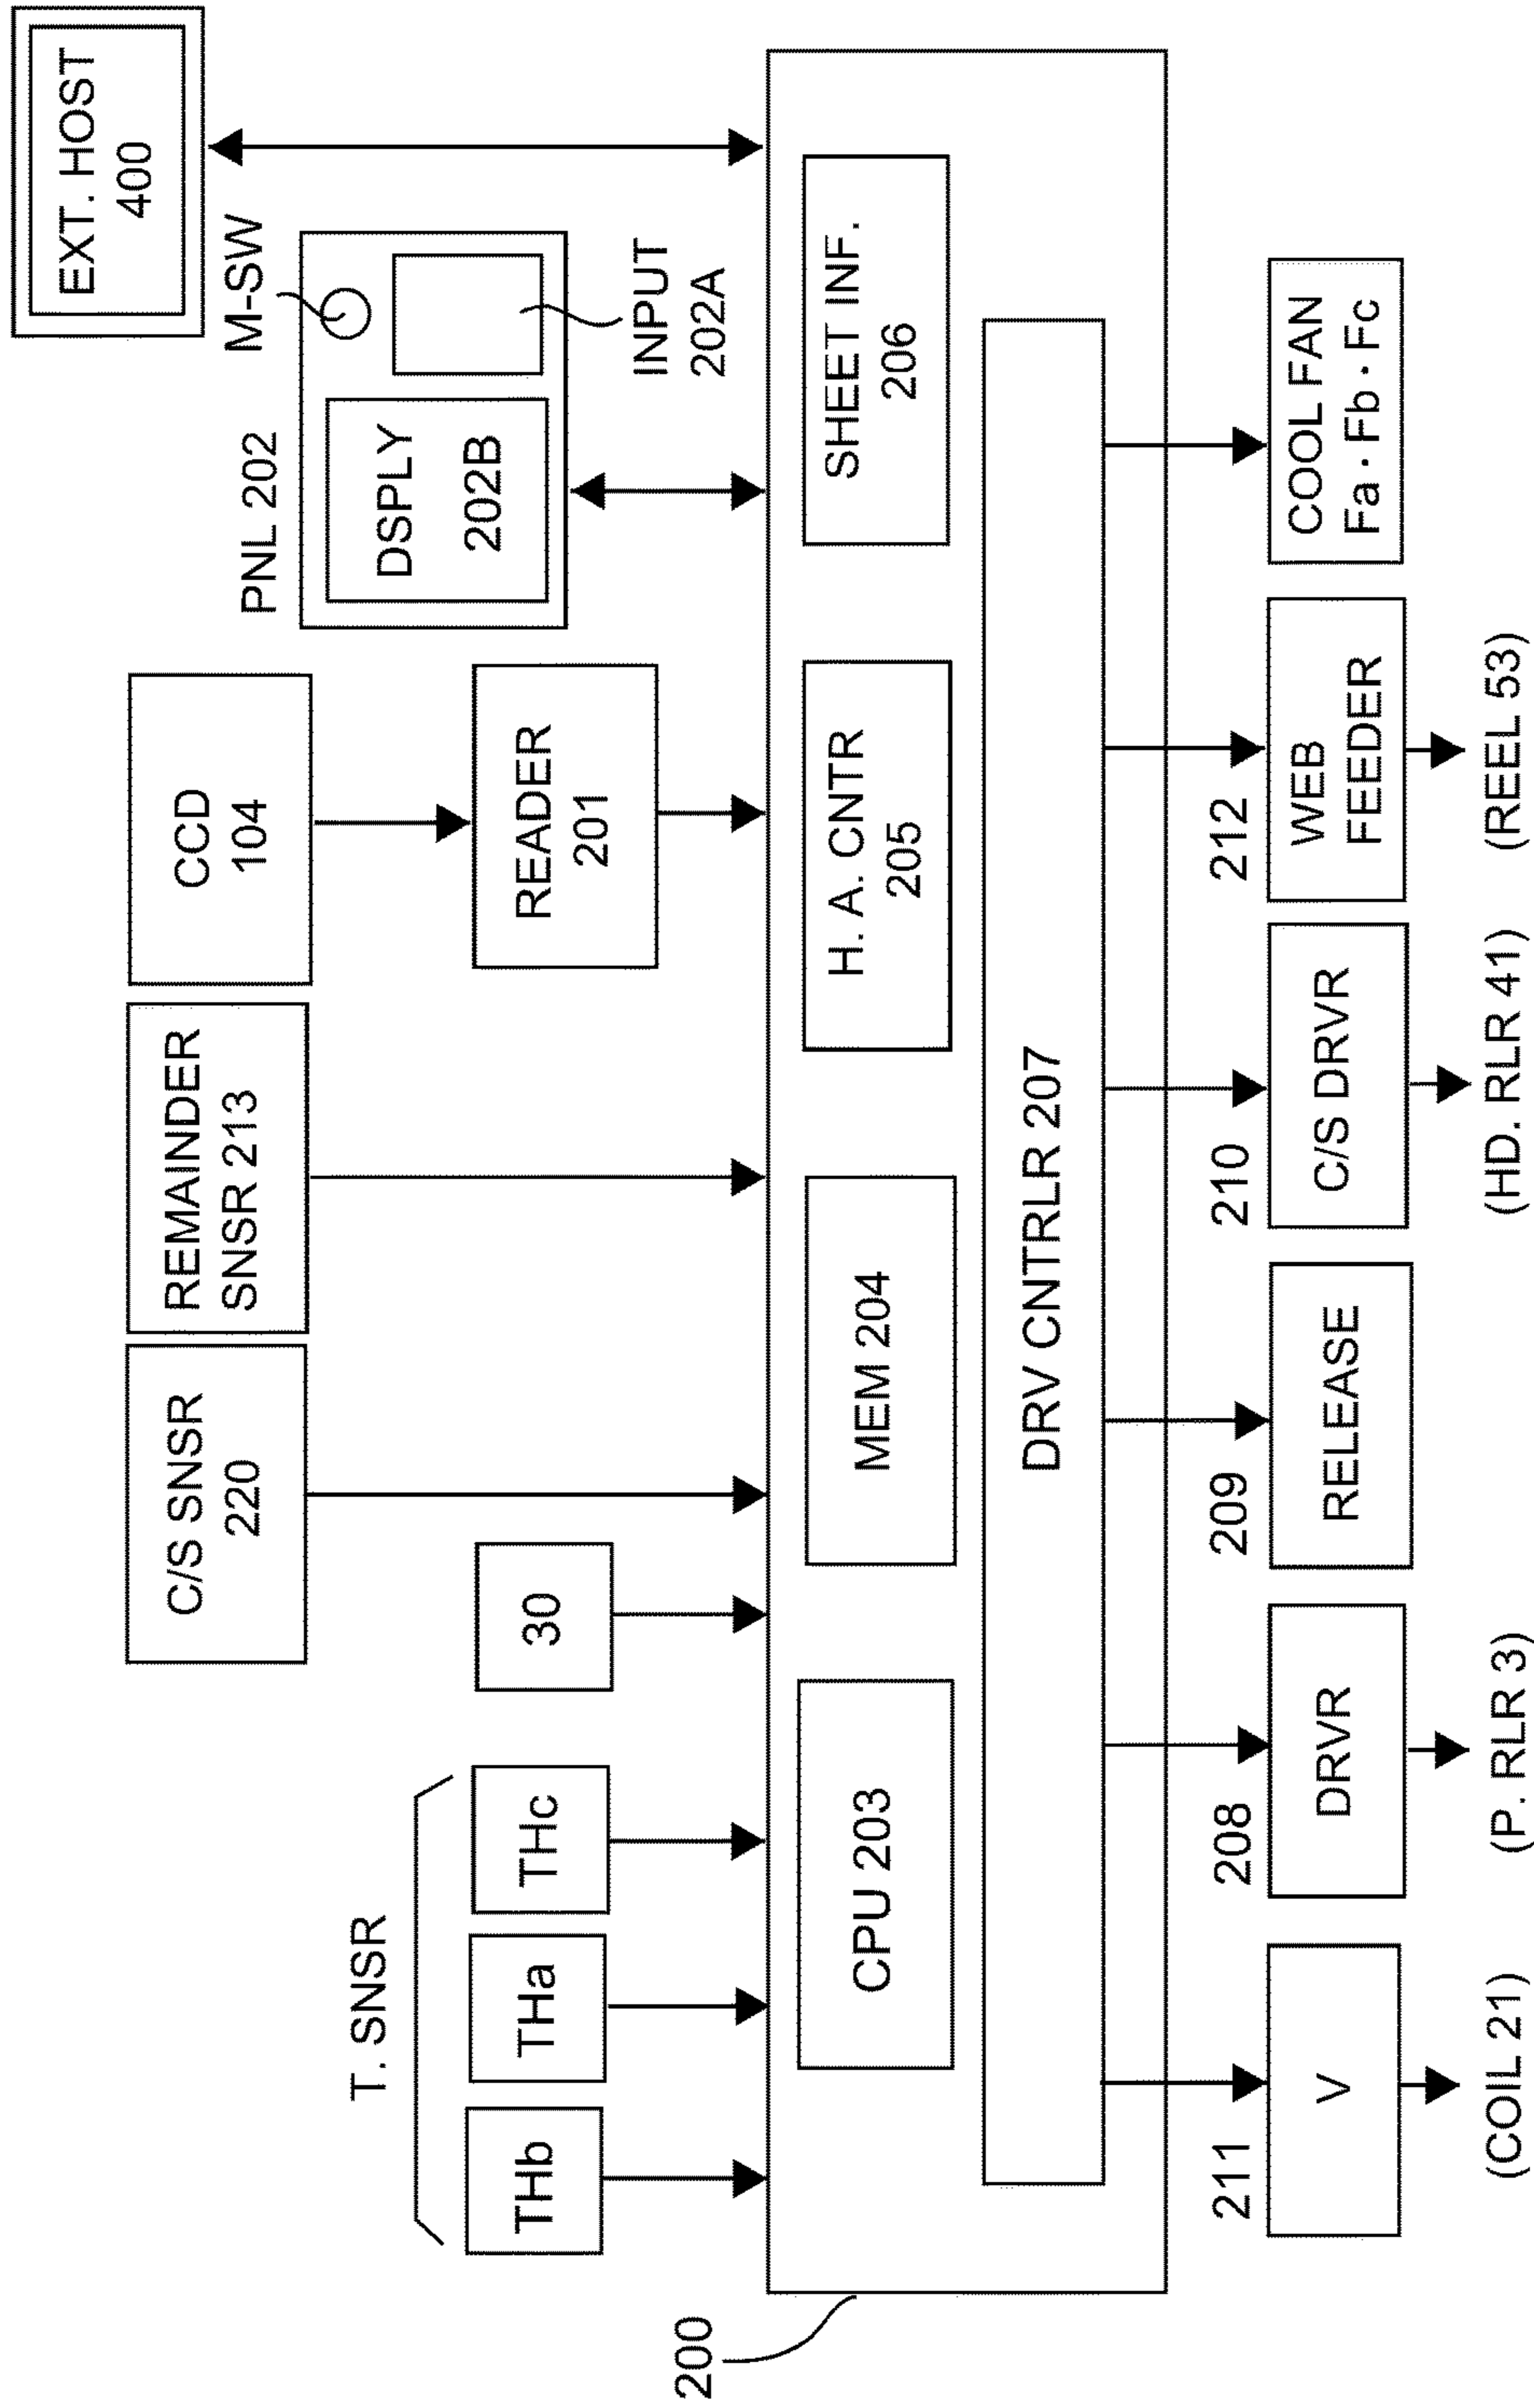 EXT. HOST
400
M-SW
PNL 202
DSPLY
202B
INPUT
202A
CCD
104
READER
201
REMAINDER
SNSR 213
C/S SNSR
220
30
T. SNSR
THb
THa
THc
200
CPU 203
MEM 204
H. A. CNTR
205
SHEET INF.
206
DRV CNTRLR 207
211
V
(COIL 21)
208
DRVR
(P. RLR 3)
209
RELEASE
210
C/S DRVR
(HD. RLR 41)
212
WEB
FEEDER
(REEL 53)
COOL FAN
Fa · Fb · Fc